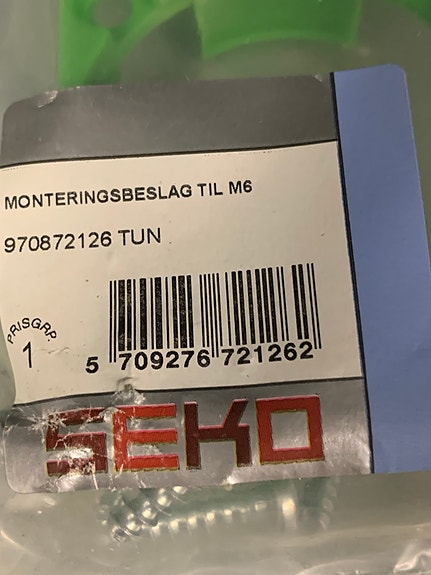 MONTERINGSBESLAG TIL M6
970872126 TUN
PRISGRP.
1
5 709276 721262
SEKO